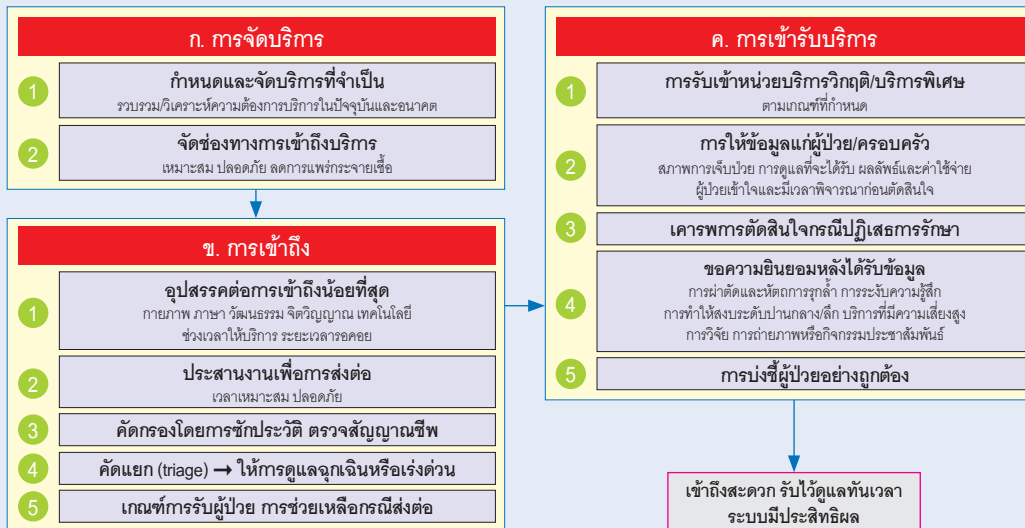 ก. การจัดบริการ
1
กำหนดและจัดบริการที่จำเป็น
รวบรวม/วิเคราะห์ความต้องการบริการในปัจจุบันและอนาคต
2
จัดช่องทางการเข้าถึงบริการ
เหมาะสม ปลอดภัย ลดการแพร่กระจายเชื้อ
ข. การเข้าถึง
1
อุปสรรคต่อการเข้าถึงน้อยที่สุด
กายภาพ ภาษา วัฒนธรรม จิตวิญญาณ เทคโนโลยี
ช่วงเวลาให้บริการ ระยะเวลารอคอย
2
ประสานงานเพื่อการส่งต่อ
เวลาเหมาะสม ปลอดภัย
3
คัดกรองโดยการซักประวัติ ตรวจสัญญาณชีพ
4
คัดแยก (triage) → ให้การดูแลฉุกเฉินหรือเร่งด่วน
5
เกณฑ์การรับผู้ป่วย การช่วยเหลือกรณีส่งต่อ
ค. การเข้ารับบริการ
1
การรับเข้าหน่วยบริการวิกฤติ/บริการพิเศษ
ตามเกณฑ์ที่กำหนด
2
การให้ข้อมูลแก่ผู้ป่วย/ครอบครัว
สภาพการเจ็บป่วย การดูแลที่จะได้รับ ผลลัพธ์และค่าใช้จ่าย
ผู้ป่วยเข้าใจและมีเวลาพิจารณาก่อนตัดสินใจ
3
เคารพการตัดสินใจกรณีปฏิเสธการรักษา
4
ขอความยินยอมหลังได้รับข้อมูล
การผ่าตัดและหัตถการรุกล้ำ การระงับความรู้สึก
การทำให้สงบระดับปานกลาง/ลึก บริการที่มีความเสี่ยงสูง
การวิจัย การถ่ายภาพหรือกิจกรรมประชาสัมพันธ์
5
การบ่งชี้ผู้ป่วยอย่างถูกต้อง
เข้าถึงสะดวก รับไว้ดูแลทันเวลา
ระบบมีประสิทธิผล